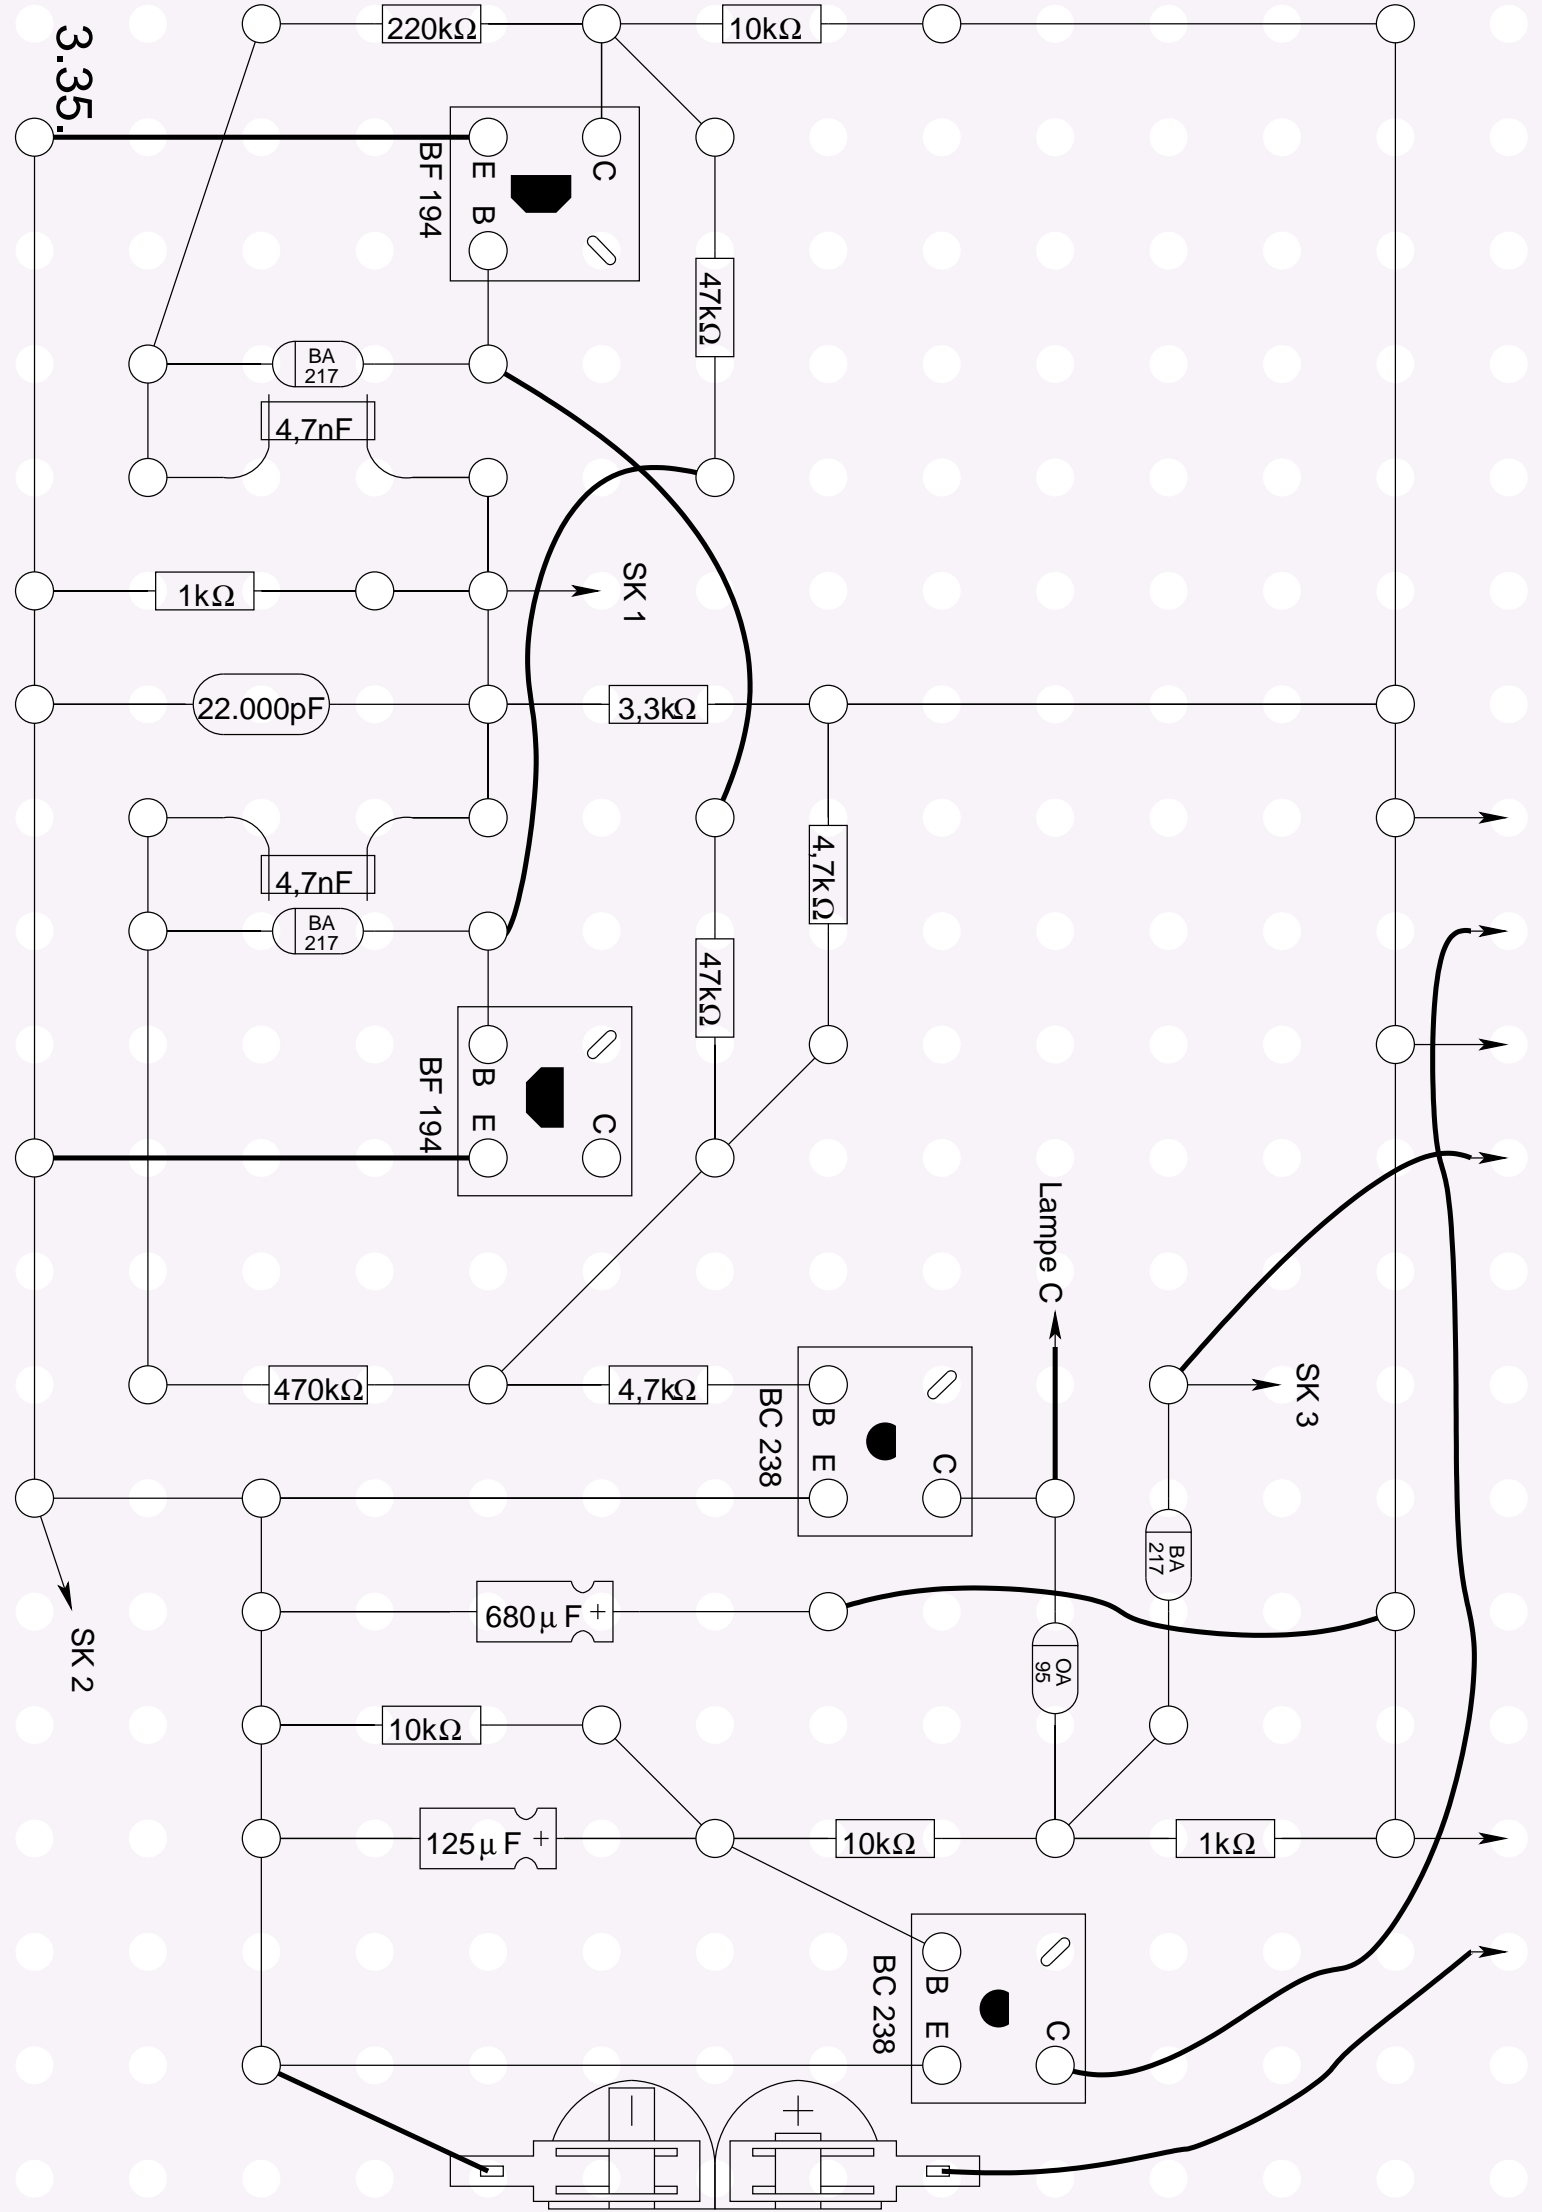 3.35.
220kΩ
10kΩ
E
C
B
BF 194
47kΩ
BA
217
4,7nF
1kΩ
SK 1
22.000pF
3,3kΩ
4,7kΩ
4,7nF
BA
217
47kΩ
B
E
C
BF 194
Lampe C
470kΩ
4,7kΩ
B
E
C
BC 238
SK 3
BA
217
680µF +
OA
95
SK 2
10kΩ
125µF +
10kΩ
1kΩ
B
E
C
BC 238
− +